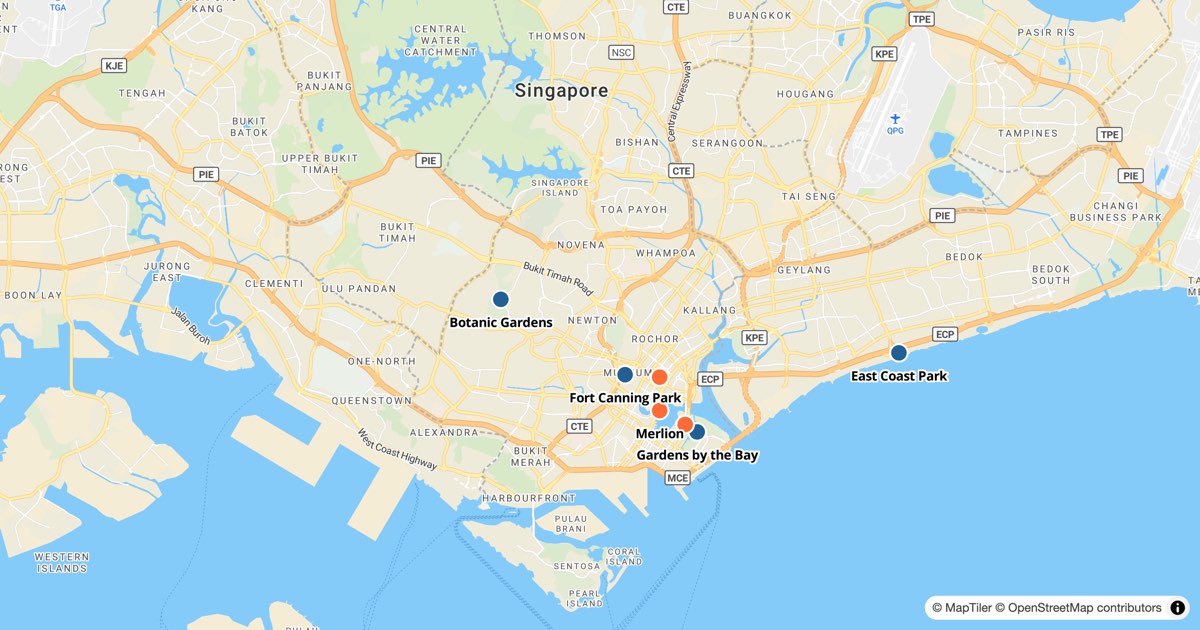 KANG
TGA
CTE
BUANGKOK
TPE
PASIR RIS
CENTRAL
WATER
CATCHMENT
THOMSON
NSC
KPE
KJE
BUKIT
PANJANG
TENGAH
Singapore
Central Expressway
HOUGANG
QPG
TAMPINES
TPE
BUKIT
BATOK
BISHAN
SERANGOON
UPPER BUKIT
TIMAH
PIE
PIE
CTE
PIE
SINGAPORE
ISLAND
TAI SENG
TOA PAYOH
PIE
CHANGI
BUSINESS PARK
BUKIT
TIMAH
NOVENA
WHAMPOA
BEDOK
JURONG
EAST
Bukit Timah Road
GEYLANG
BEDOK
SOUTH
CLEMENTI
ULU PANDAN
BOON LAY
KALLANG
Botanic Gardens
NEWTON
Jalan Buroh
ROCHOR
KPE
ECP
ONE-NORTH
East Coast Park
ECP
Fort Canning Park
QUEENSTOWN
CTE
ALEXANDRA
Merlion
West Coast Highway
BUKIT
MERAH
Gardens by the Bay
MCE
HARBOURFRONT
PULAU
BRANI
WESTERN
ISLANDS
CORAL
ISLAND
SENTOSA
PEARL
ISLAND
© MapTiler © OpenStreetMap contributors